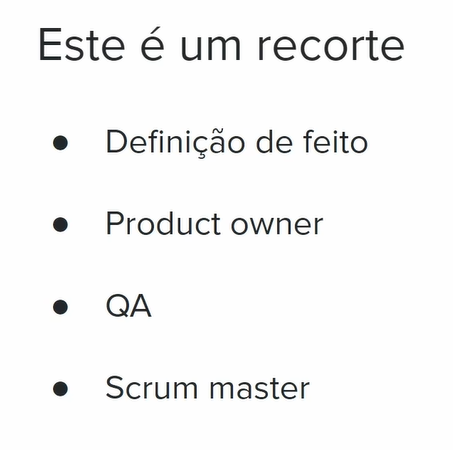 Este é um recorte
● Definição de feito
● Product owner
● QA
● Scrum master